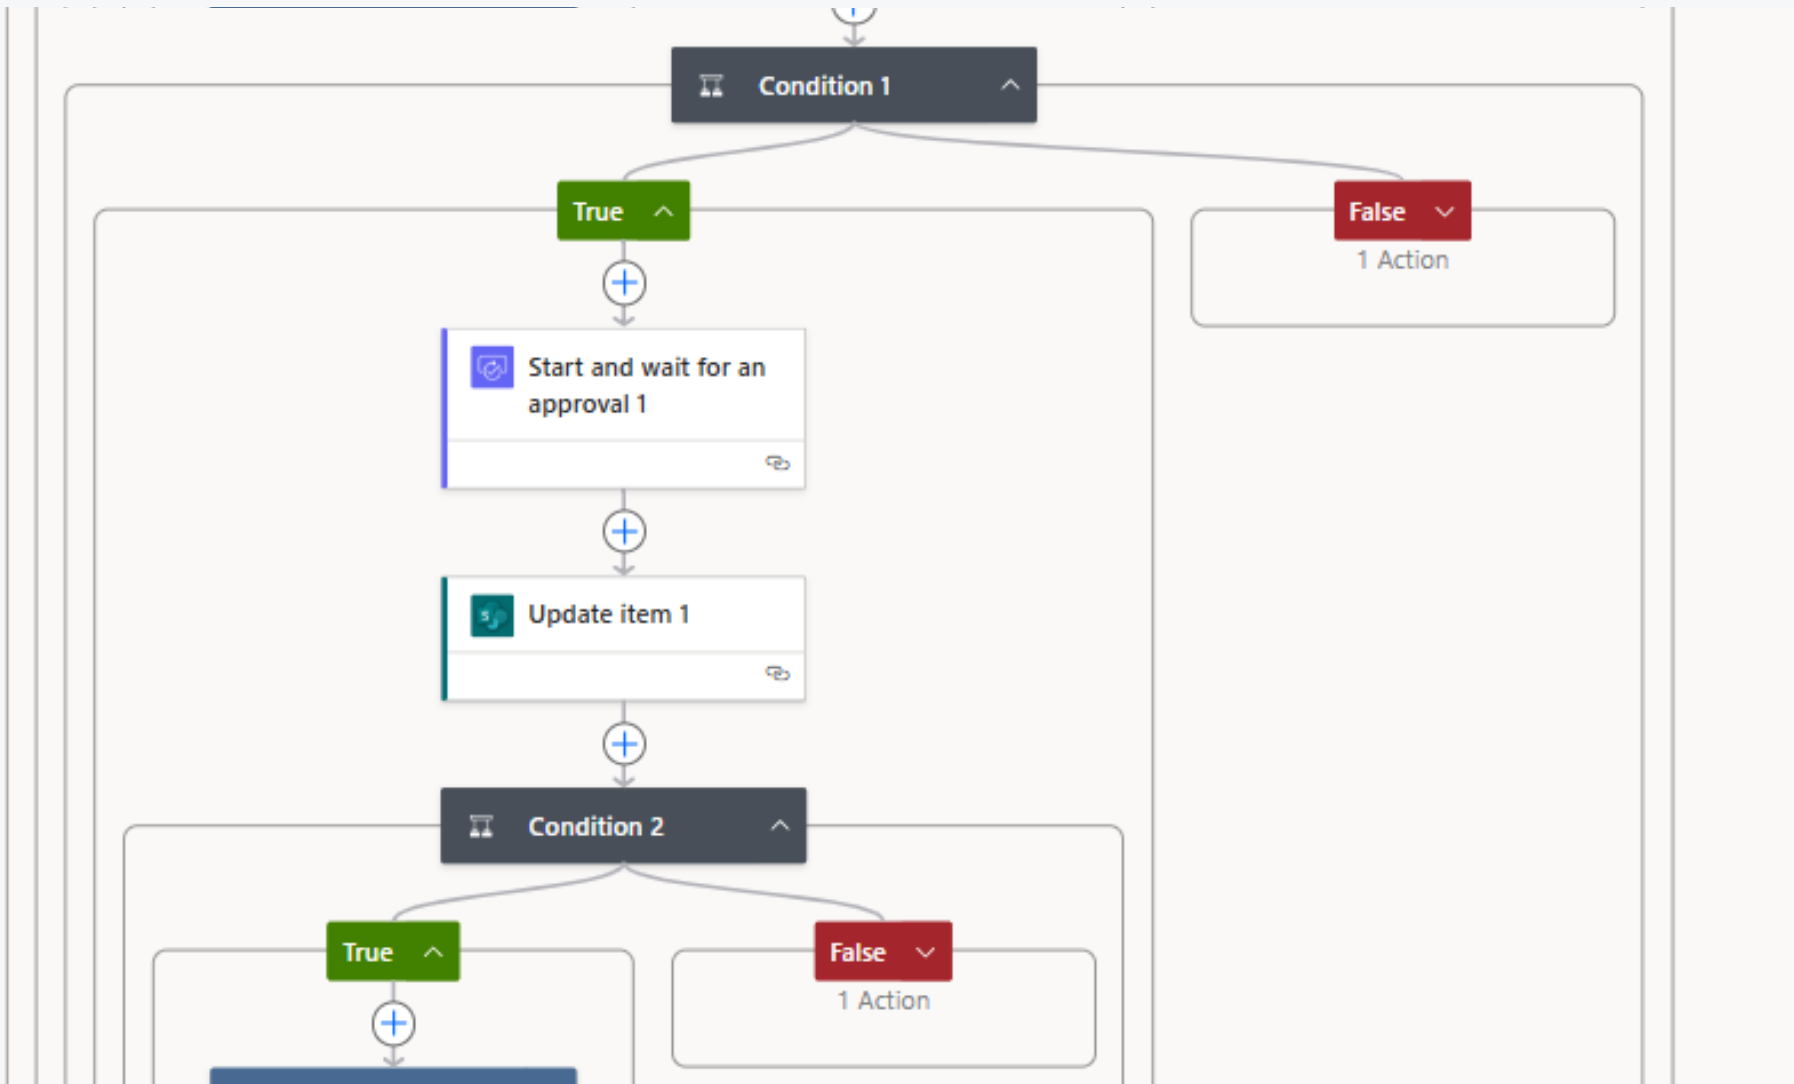 Condition 1
True
False
1 Action
Start and wait for an
approval 1
Update item 1
Condition 2
True
False
1 Action